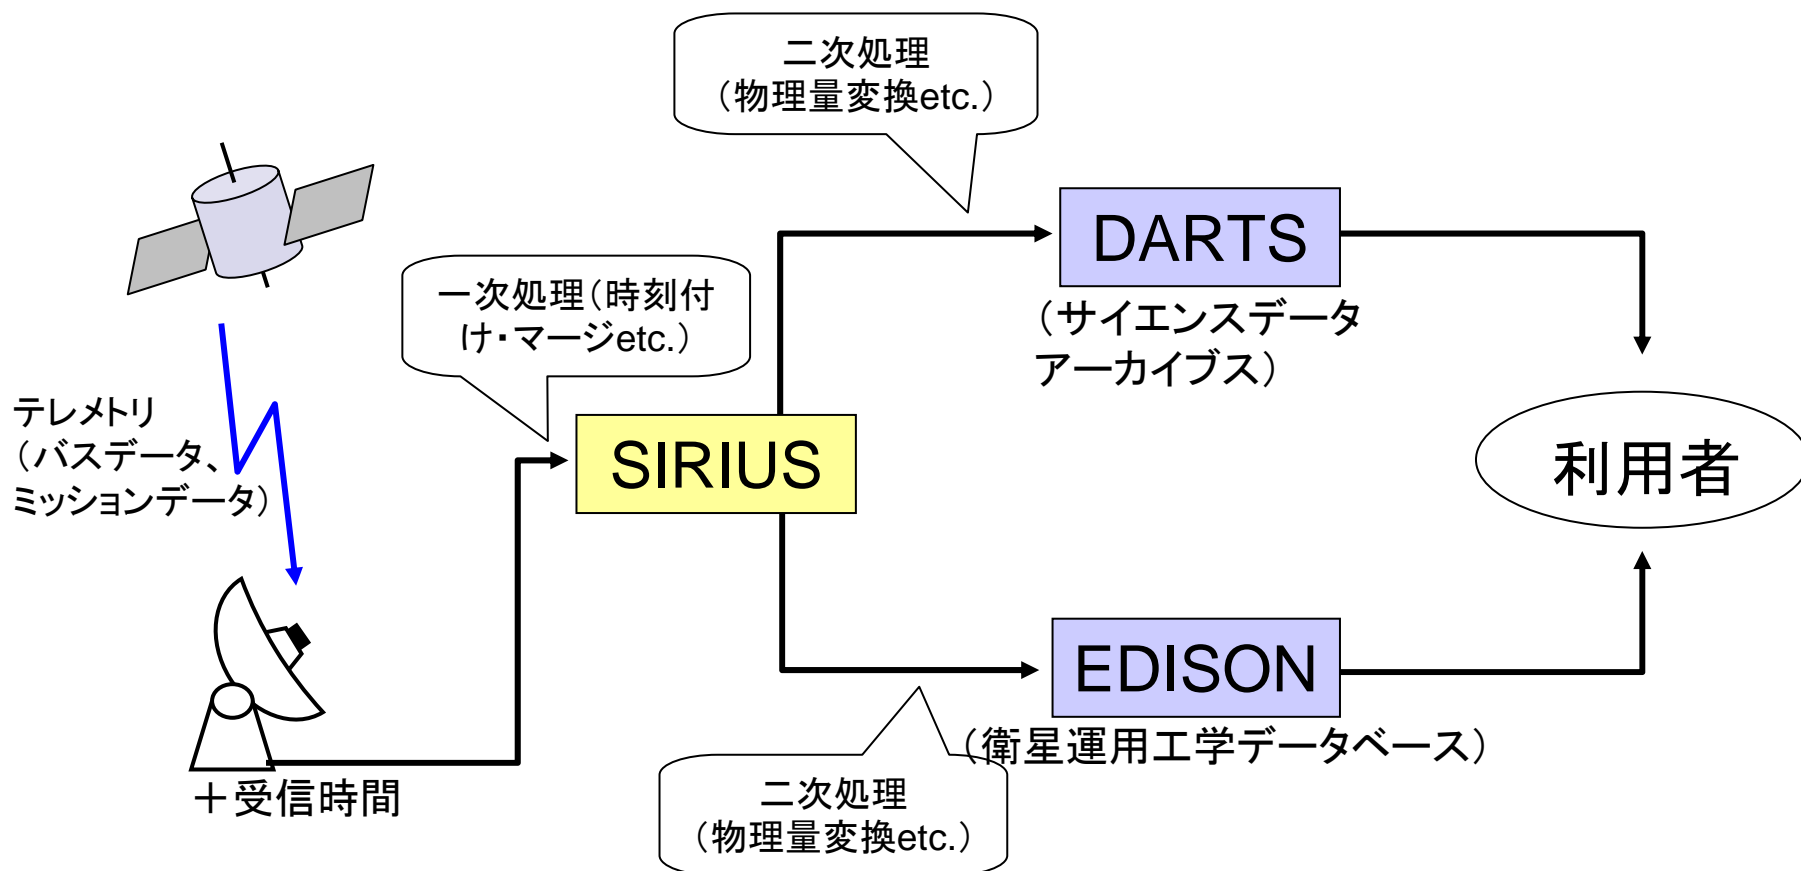 二次処理
（物理量変換etc.）
一次処理（時刻付
け・マージetc.）
DARTS
（サイエンスデータ
アーカイブス）
テレメトリ
（バスデータ、
ミッションデータ）
SIRIUS
利用者
EDISON
（衛星運用工学データベース）
＋受信時間
二次処理
（物理量変換etc.）